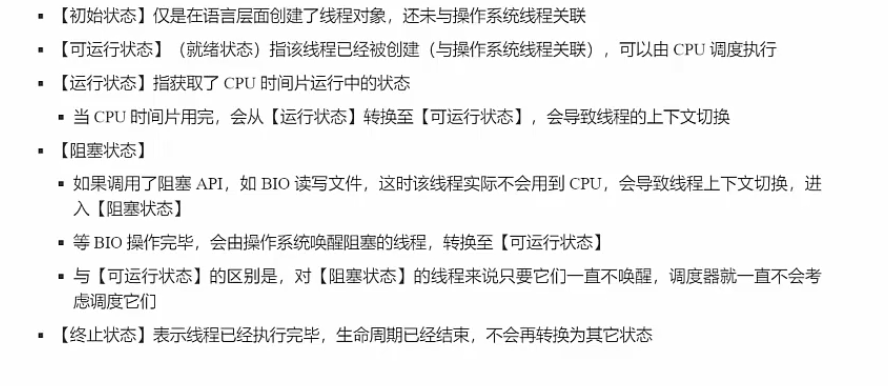 【初始状态】仅是在语言层面创建了线程对象，还未与操作系统线程关联
【可运行状态】（就绪状态）指该线程已经被创建（与操作系统线程关联），可以由 CPU 调度执行
【运行状态】指获取了 CPU 时间片运行中的状态
当 CPU 时间片用完，会从【运行状态】转换至【可运行状态】，会导致线程的上下文切换
【阻塞状态】
如果调用了阻塞 API，如 BIO 读写文件，这时该线程实际不会用到 CPU，会导致线程上下文切换，进
入【阻塞状态】
等 BIO 操作完毕，会由操作系统唤醒阻塞的线程，转换至【可运行状态】
与【可运行状态】的区别是，对【阻塞状态】的线程来说只要它们一直不唤醒，调度器就一直不会考
虑调度它们
【终止状态】表示线程已经执行完毕，生命周期已经结束，不会再转换为其它状态